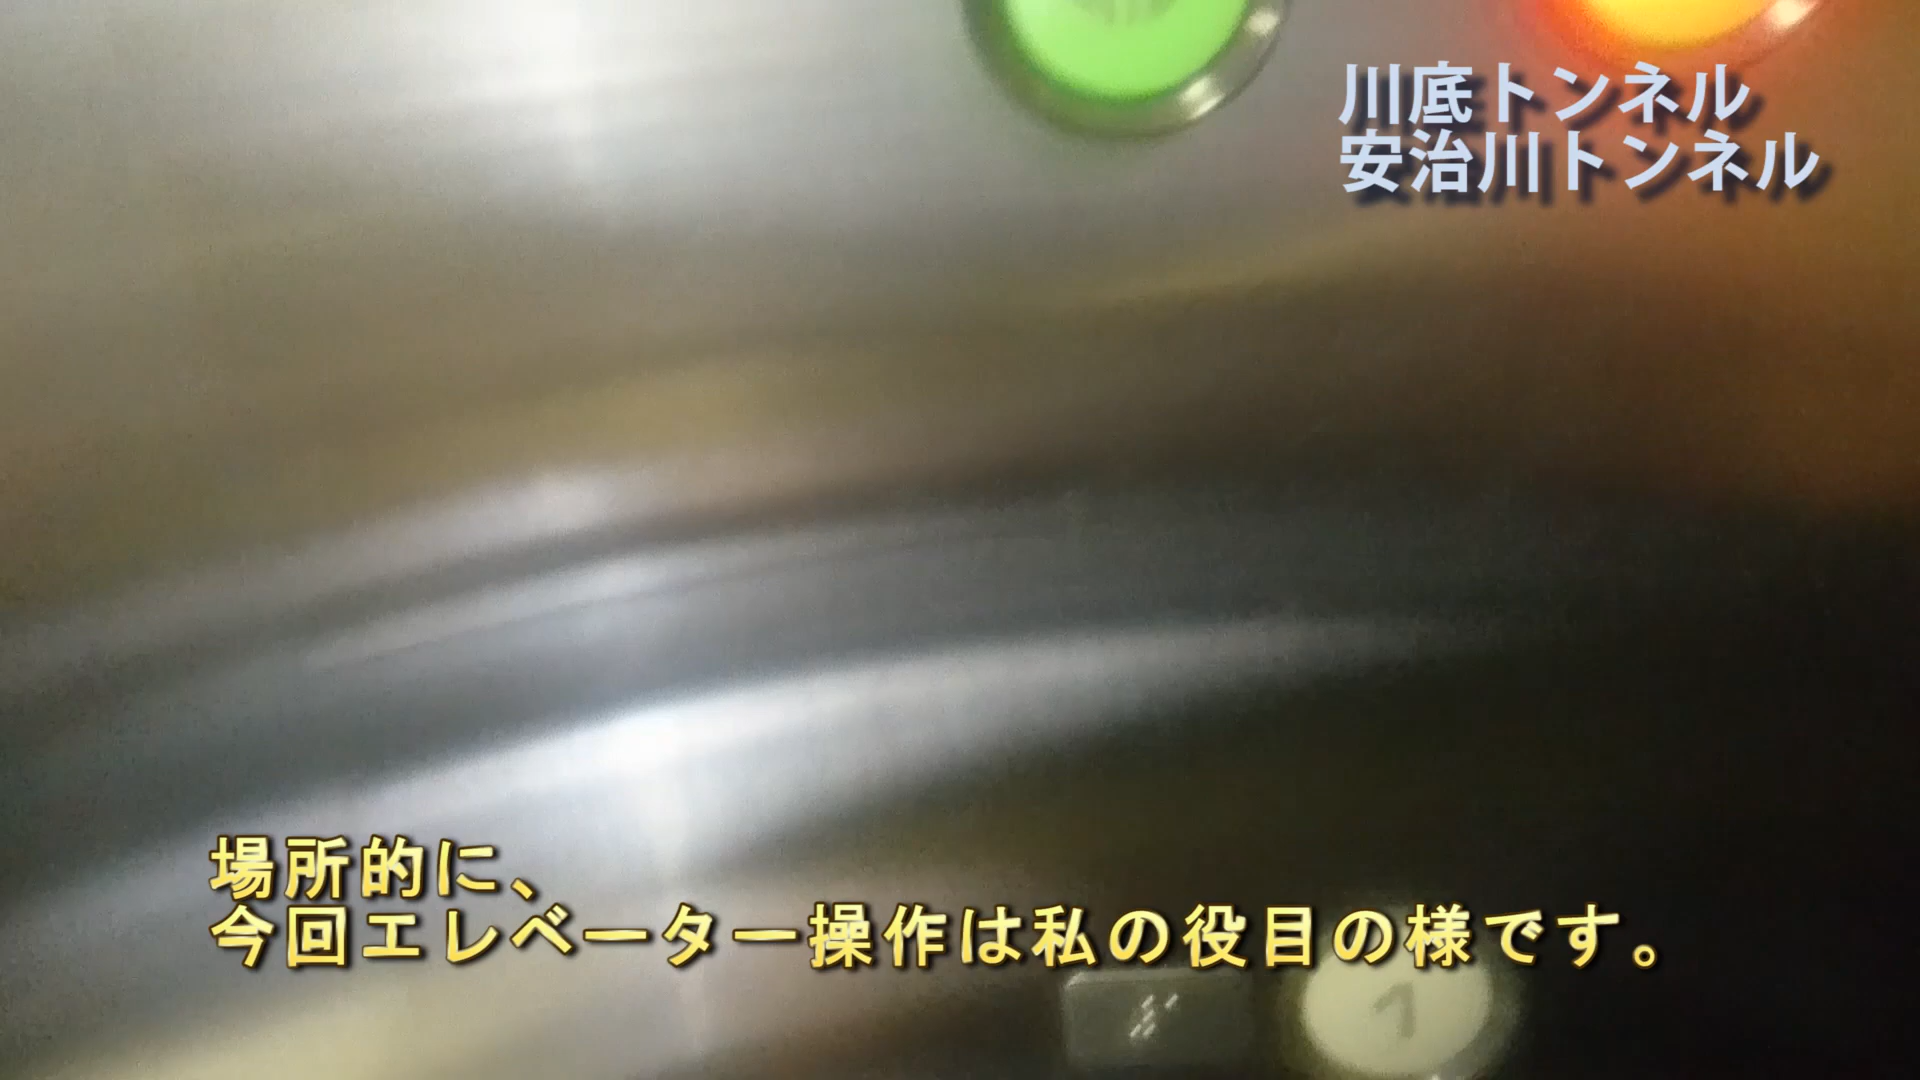 川底トンネル
安治川トンネル
場所的に、
今回エレベーター操作は私の役目の様です。
1